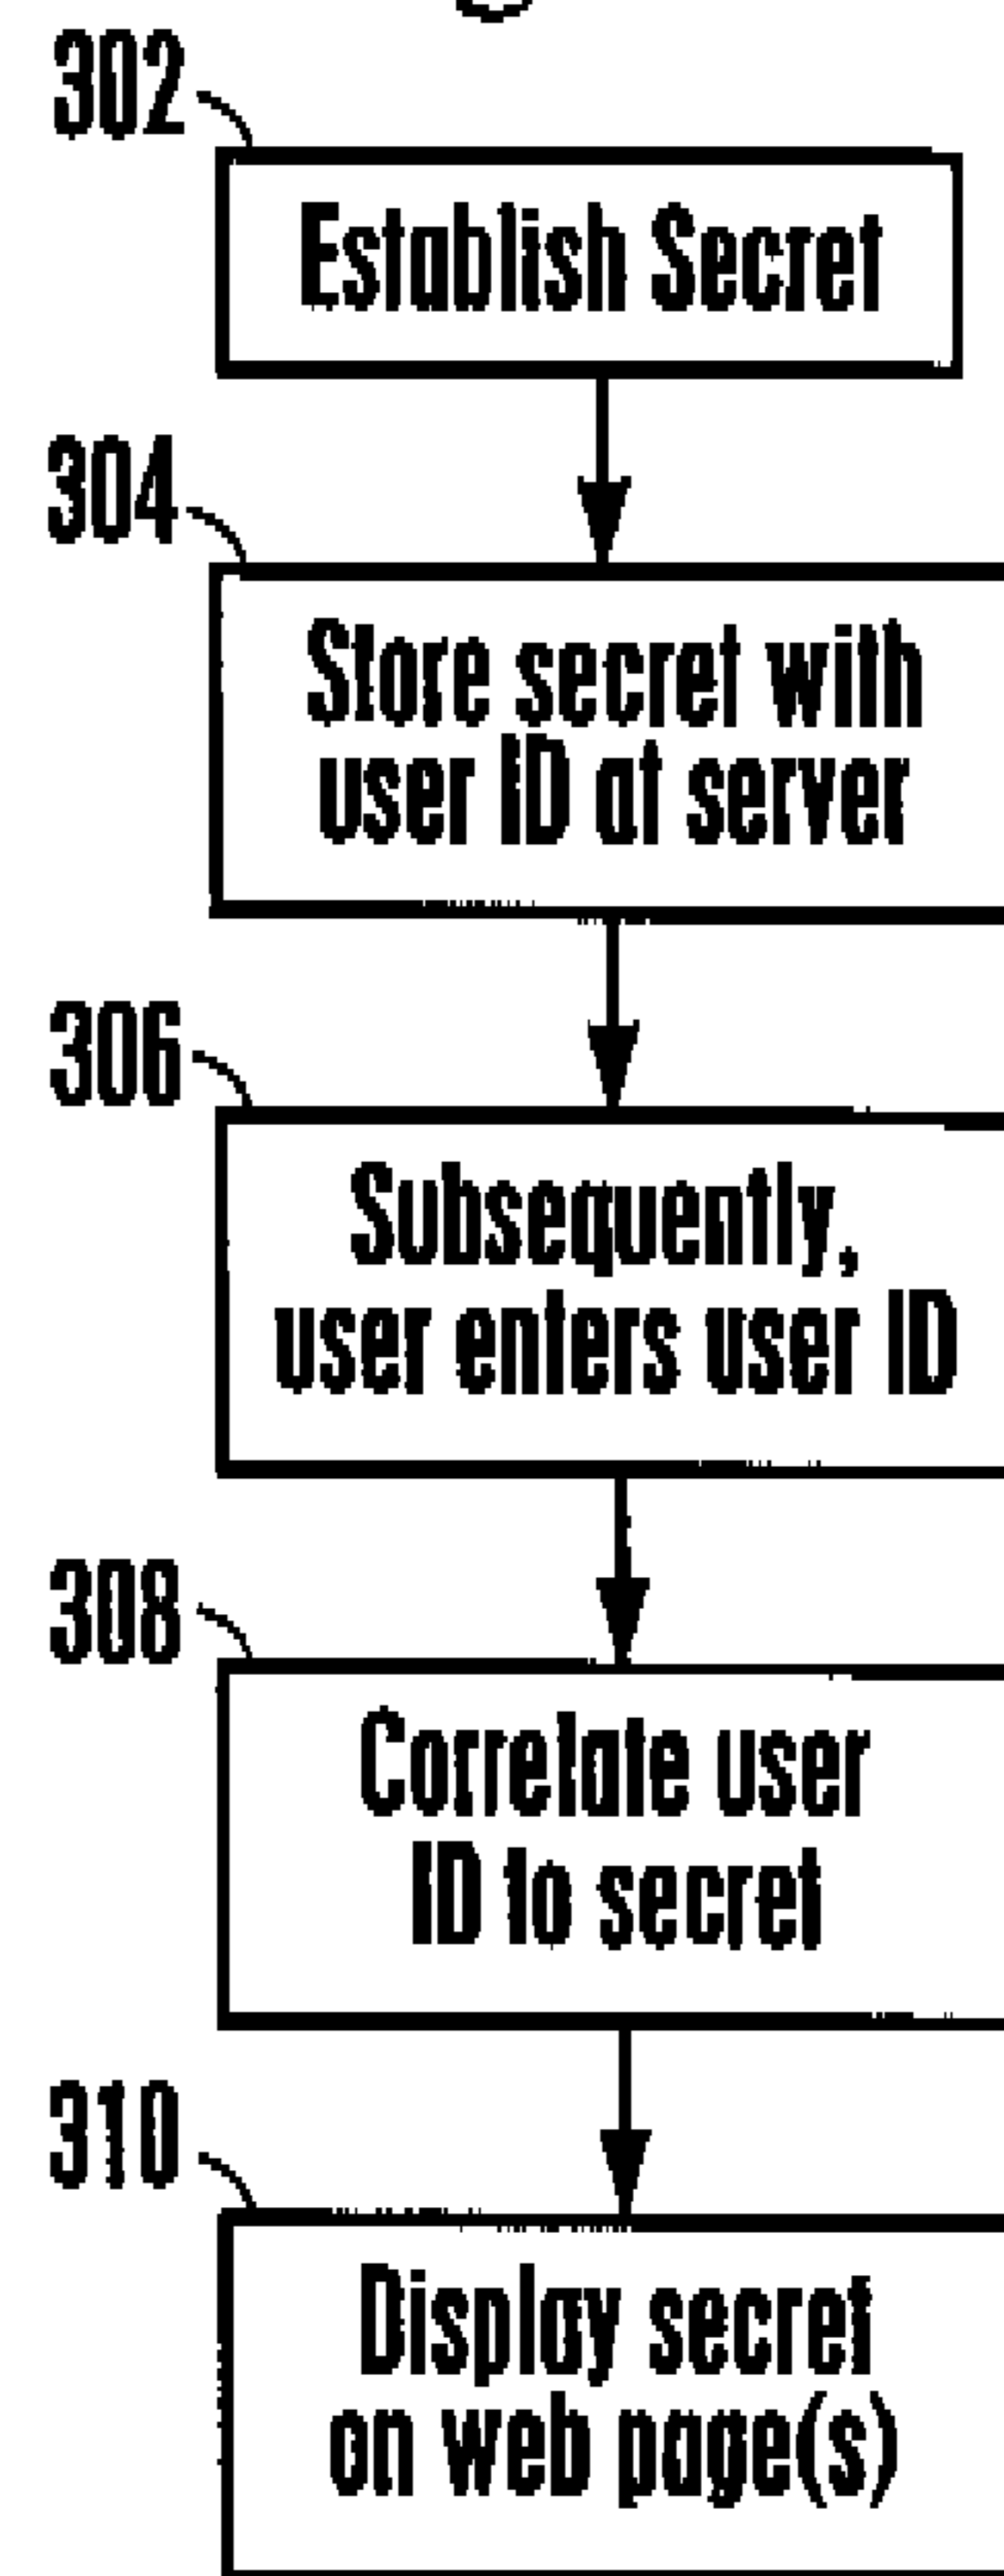 302
Establish Secret
304
Store secret with
user ID at server
306
Subsequently,
user enters user ID
308
Correlate user
ID to secret
310
Display secret
on web page(s)